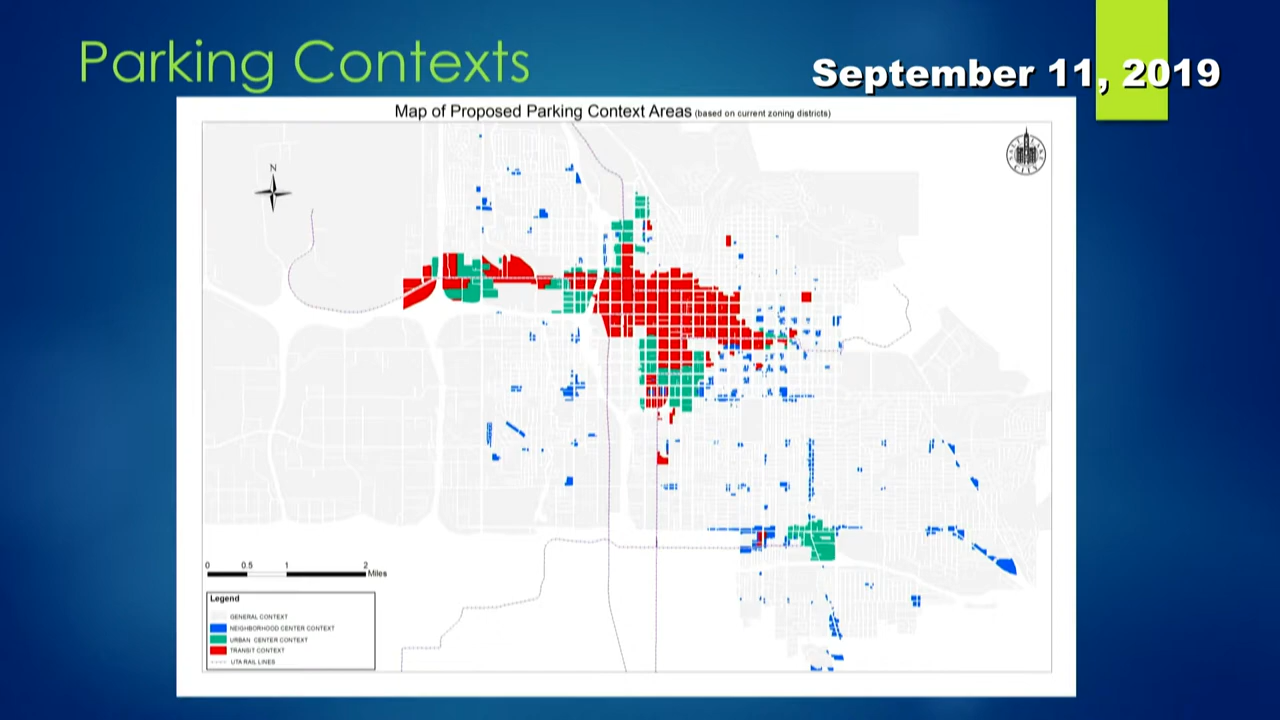 Parking Contexts
September 11, 2019
Map of Proposed Parking Context Areas (based on current zoning districts)
N
0 0.5 1 2
Miles
Legend
GENERAL CONTEXT
NEIGHBORHOOD CENTER CONTEXT
URBAN CENTER CONTEXT
TRANSIT CONTEXT
UTA RAIL LINES